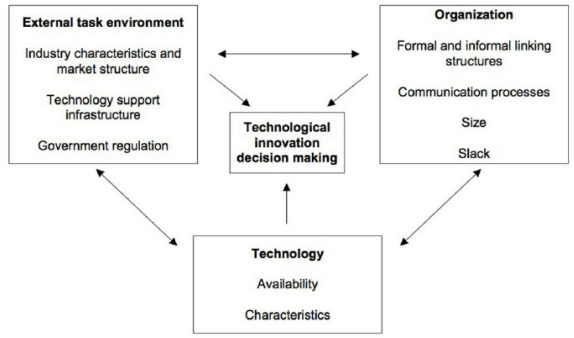 External task environment
Industry characteristics and
market structure
Technology support
infrastructure
Government regulation
Organization
Formal and informal linking
structures
Communication processes
Size
Slack
Technological
innovation
decision making
Technology
Availability
Characteristics